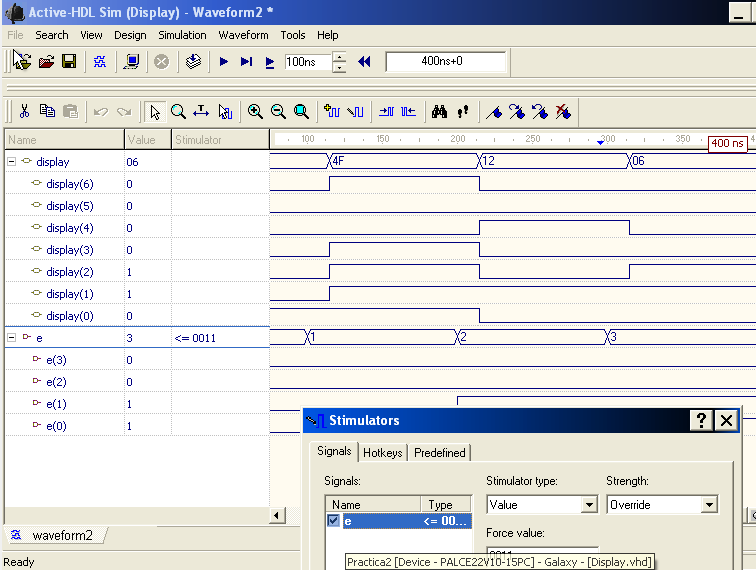 Active-HDL Sim (Display) - Waveform2 *
File Search View Design Simulation Waveform Tools Help
100ns 400ns+0
Name Value Stimulator 100 150 200 250 300 350 400 ns
display 06 4F 12 06
display(6) 0
display(5) 0
display(4) 0
display(3) 0
display(2) 1
display(1) 1
display(0) 0
e 3 <= 0011 1 2 3
e(3) 0
e(2) 0
e(1) 1
e(0) 1
Stimulators
Signals Hotkeys Predefined
Signals: Stimulator type: Strength:
Name Type Value Override
e <= 00...
Force value:
waveform2
Practica2 [Device - PALCE22V10-15PC] - Galaxy - [Display.vhd]
Ready